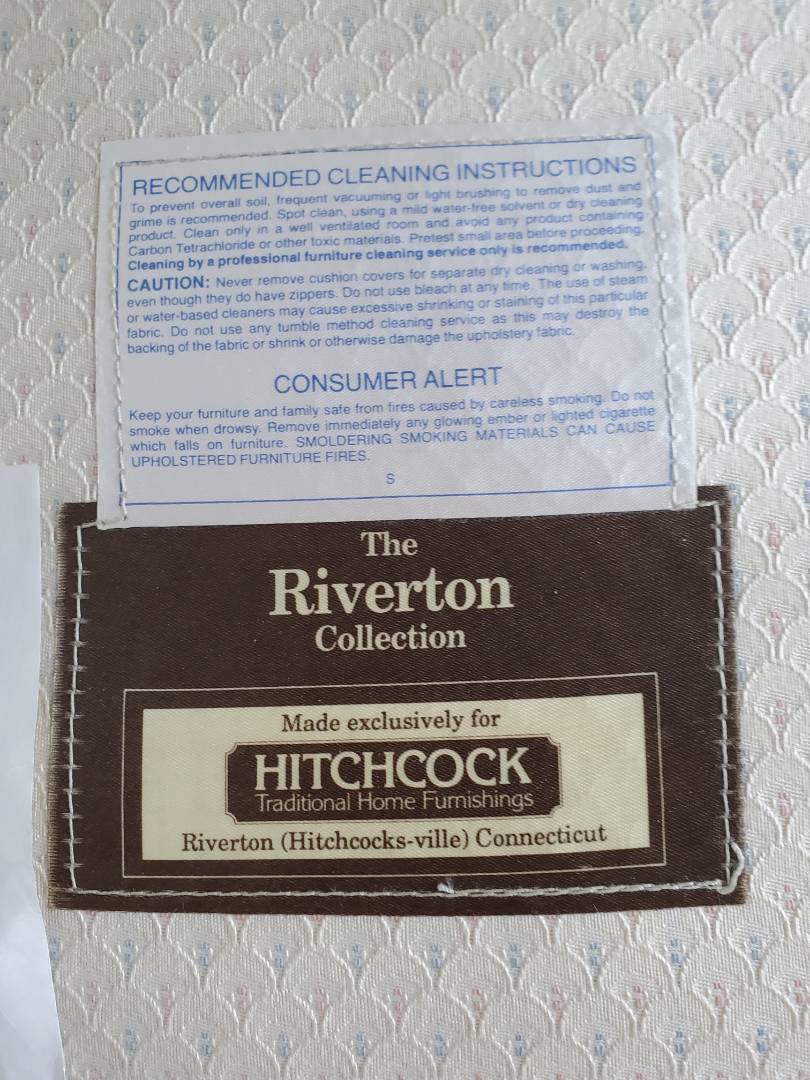 RECOMMENDED CLEANING INSTRUCTIONS
To prevent overall soil, frequent vacuuming or light brushing to remove dust and
grime is recommended. Spot clean, using a mild water-free solvent or dry cleaning
product. Clean only in a well ventilated room and avoid any product containing
Carbon Tetrachloride or other toxic materials. Pretest small area before proceeding.
Cleaning by a professional furniture cleaning service only is recommended.
CAUTION: Never remove cushion covers for separate dry cleaning or washing,
even though they do have zippers. Do not use bleach at any time. The use of steam
or water-based cleaners may cause excessive shrinking or staining of this particular
fabric. Do not use any tumble method cleaning service as this may destroy the
backing of the fabric or shrink or otherwise damage the upholstery fabric.
CONSUMER ALERT
Keep your furniture and family safe from fires caused by careless smoking. Do not
smoke when drowsy. Remove immediately any glowing ember or lighted cigarette
which falls on furniture. SMOLDERING SMOKING MATERIALS CAN CAUSE
UPHOLSTERED FURNITURE FIRES.
S
The
Riverton
Collection
Made exclusively for
HITCHCOCK
Traditional Home Furnishings
Riverton (Hitchcocks-ville) Connecticut